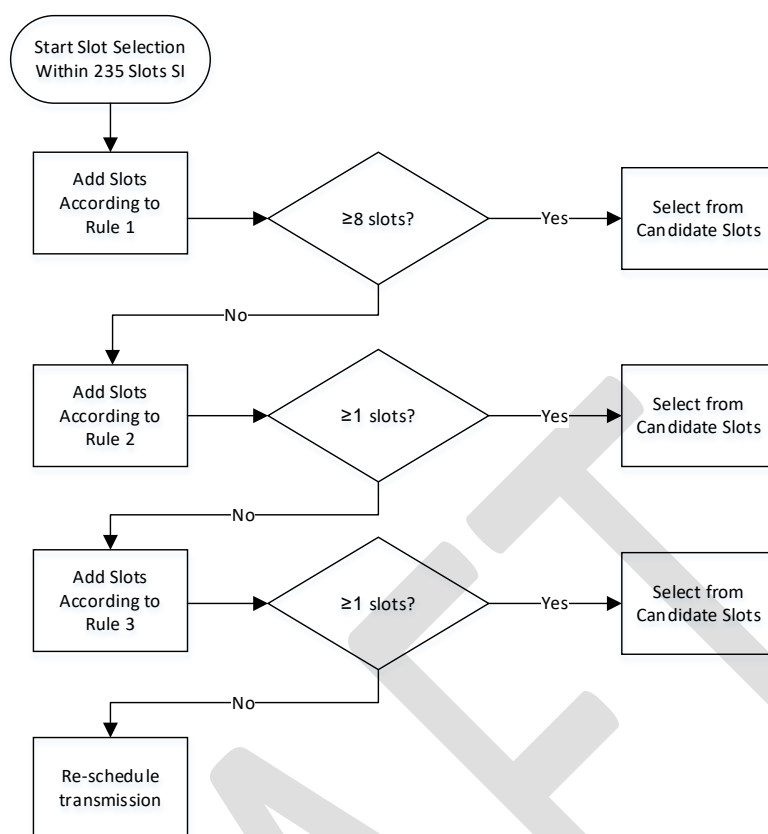 Start Slot Selection
Within 235 Slots SI
Add Slots
According to
Rule 1
≥8 slots?
Yes
Select from
Candidate Slots
No
Add Slots
According to
Rule 2
≥1 slots?
Yes
Select from
Candidate Slots
No
Add Slots
According to
Rule 3
≥1 slots?
Yes
Select from
Candidate Slots
No
Re-schedule
transmission